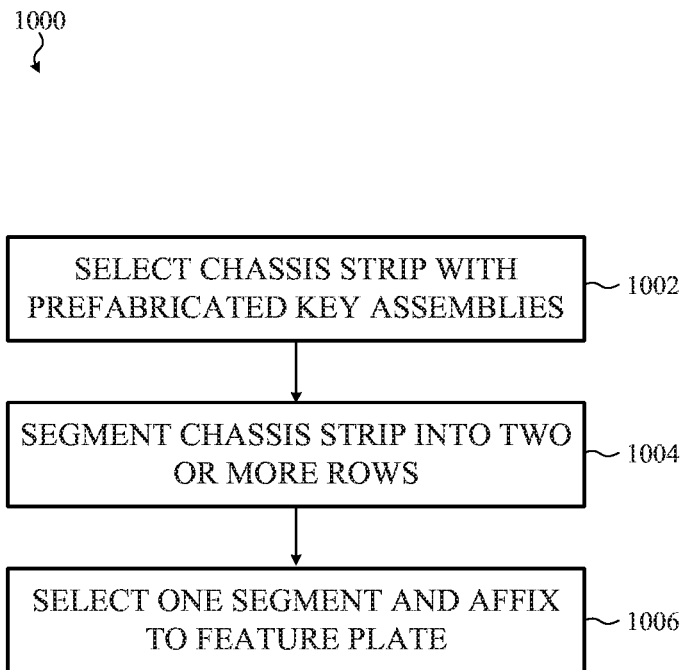 1000
SELECT CHASSIS STRIP WITH
PREFABRICATED KEY ASSEMBLIES
1002
SEGMENT CHASSIS STRIP INTO TWO
OR MORE ROWS
1004
SELECT ONE SEGMENT AND AFFIX
TO FEATURE PLATE
1006